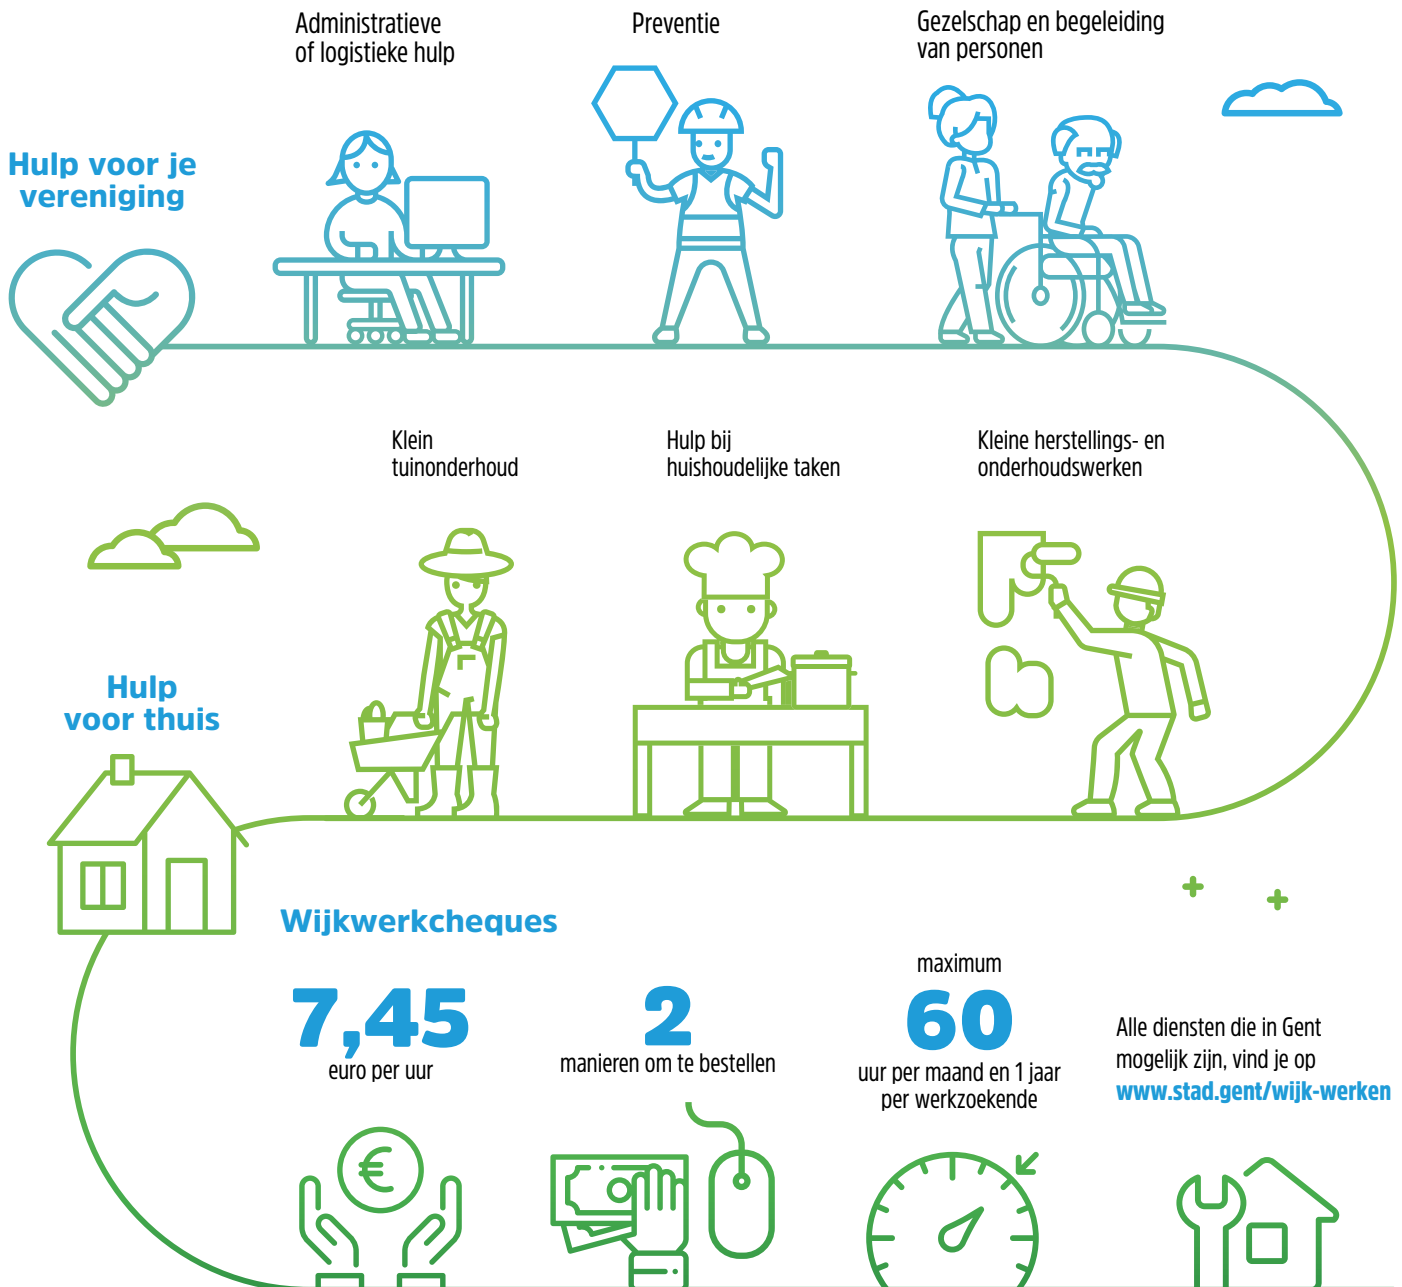 Administratieve
of logistieke hulp
Preventie
Gezelschap en begeleiding
van personen
Hulp voor je
vereniging
Klein
tuinonderhoud
Hulp bij
huishoudelijke taken
Kleine herstellings- en
onderhoudswerken
Hulp
voor thuis
Wijkwerkcheques
7,45
euro per uur
2
manieren om te bestellen
maximum
60
uur per maand en 1 jaar
per werkzoekende
Alle diensten die in Gent
mogelijk zijn, vind je op
www.stad.gent/wijk-werken